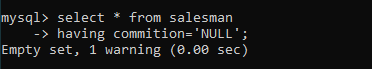 mysql> select * from salesman
    -> having commition='NULL';
Empty set, 1 warning (0.00 sec)